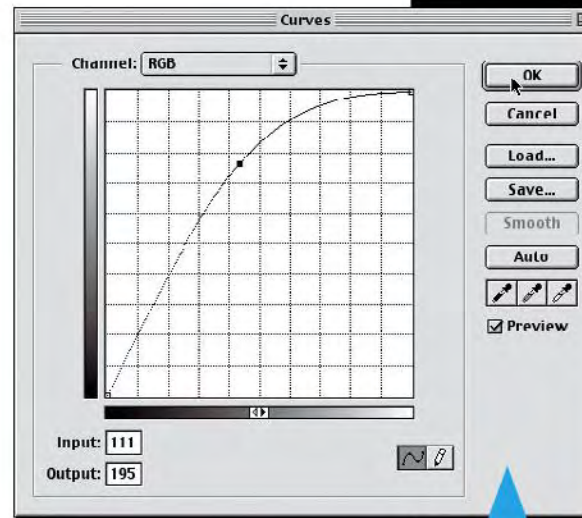 Curves
Channel: RGB
OK
Cancel
Load...
Save...
Smooth
Auto
Preview
Input: 111
Output: 195